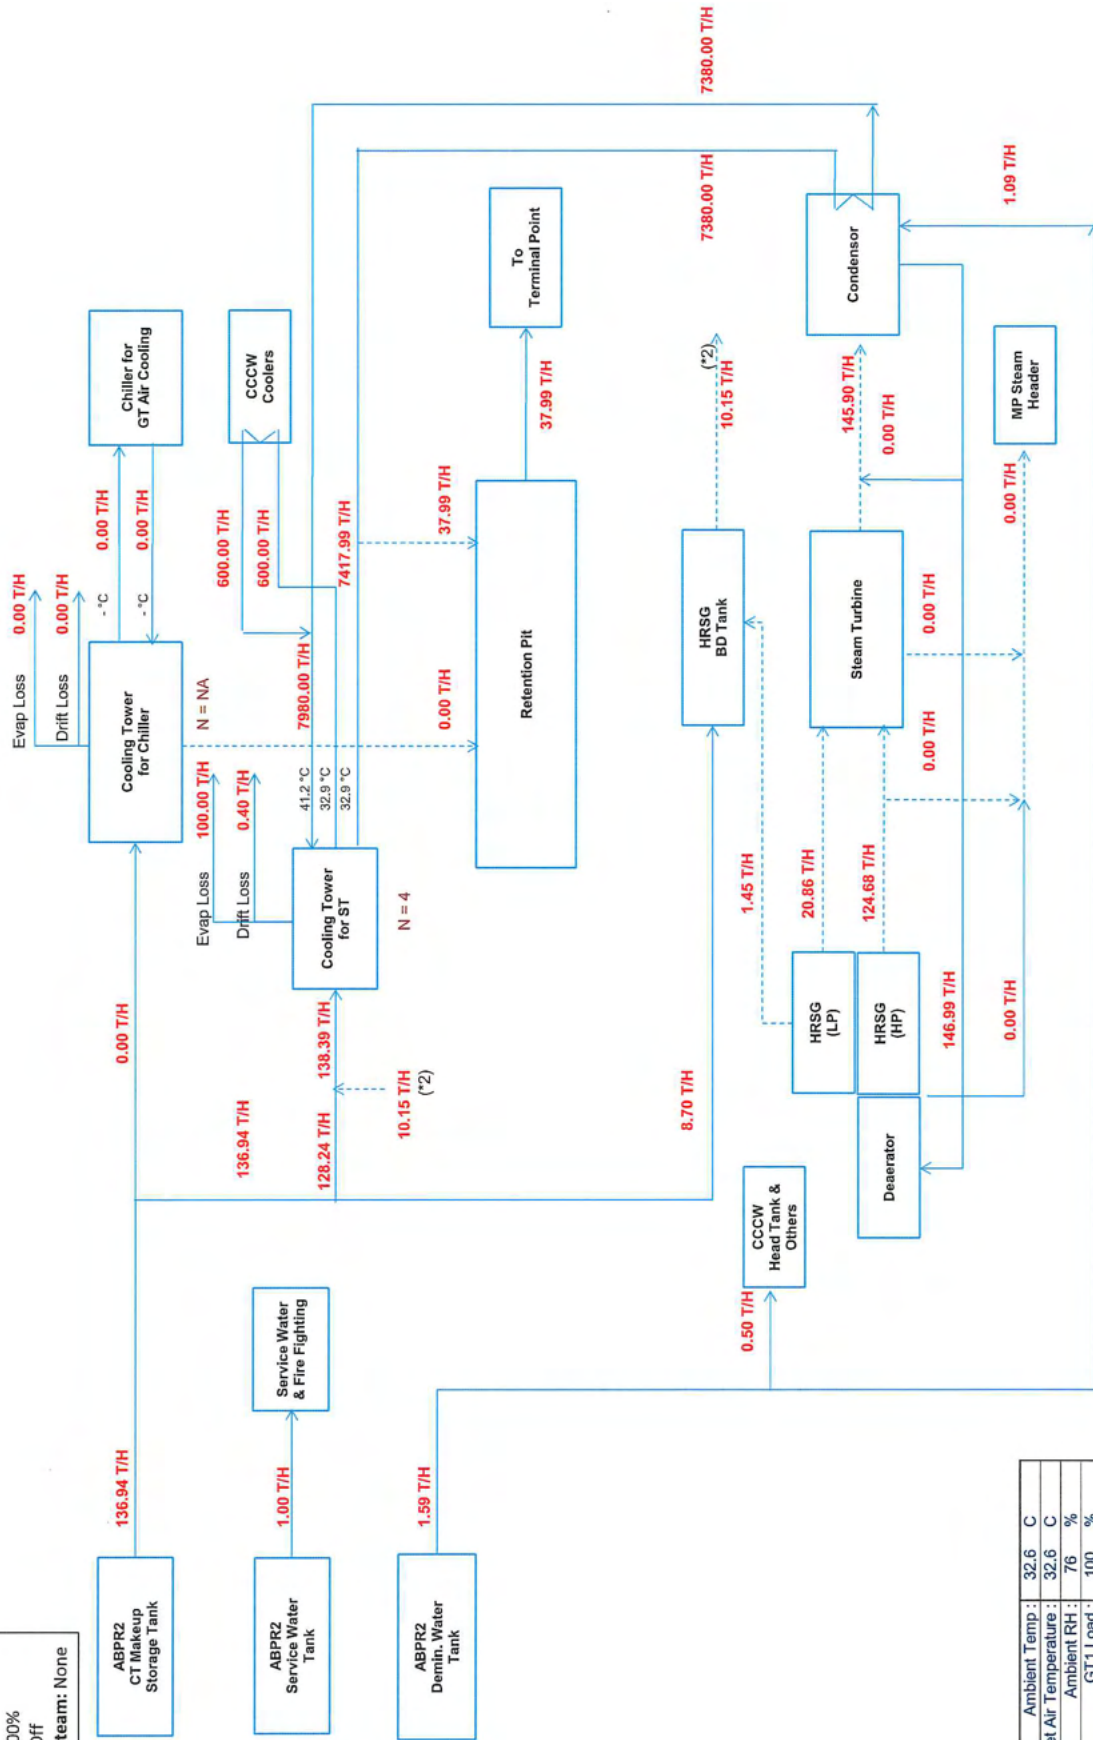 00%
Off
team: None
ABPR2
CT Makeup
Storage Tank
136.94 T/H
0.00 T/H
Cooling Tower
for Chiller
N = NA
Evap Loss
0.00 T/H
Drift Loss
0.00 T/H
- °C
0.00 T/H
- °C
0.00 T/H
Chiller for
GT Air Cooling
ABPR2
Service Water
Tank
1.00 T/H
Service Water
& Fire Fighting
136.94 T/H
128.24 T/H
138.39 T/H
10.15 T/H
(*2)
Cooling Tower
for ST
N = 4
Evap Loss
100.00 T/H
Drift Loss
0.40 T/H
41.2 °C
32.9 °C
32.9 °C
7980.00 T/H
600.00 T/H
600.00 T/H
7417.99 T/H
CCCW
Coolers
0.00 T/H
37.99 T/H
Retention Pit
37.99 T/H
To
Terminal Point
7380.00 T/H
7380.00 T/H
ABPR2
Demin. Water
Tank
1.59 T/H
0.50 T/H
CCCW
Head Tank &
Others
8.70 T/H
1.45 T/H
HRSG
BD Tank
10.15 T/H
(*2)
Deaerator
HRSG
(LP)
HRSG
(HP)
20.86 T/H
124.68 T/H
Steam Turbine
145.90 T/H
0.00 T/H
Condensor
1.09 T/H
146.99 T/H
0.00 T/H
0.00 T/H
0.00 T/H
0.00 T/H
MP Steam
Header
Ambient Temp : 32.6 C
et Air Temperature : 32.6 C
Ambient RH : 76 %
GT1 Load : 100 %